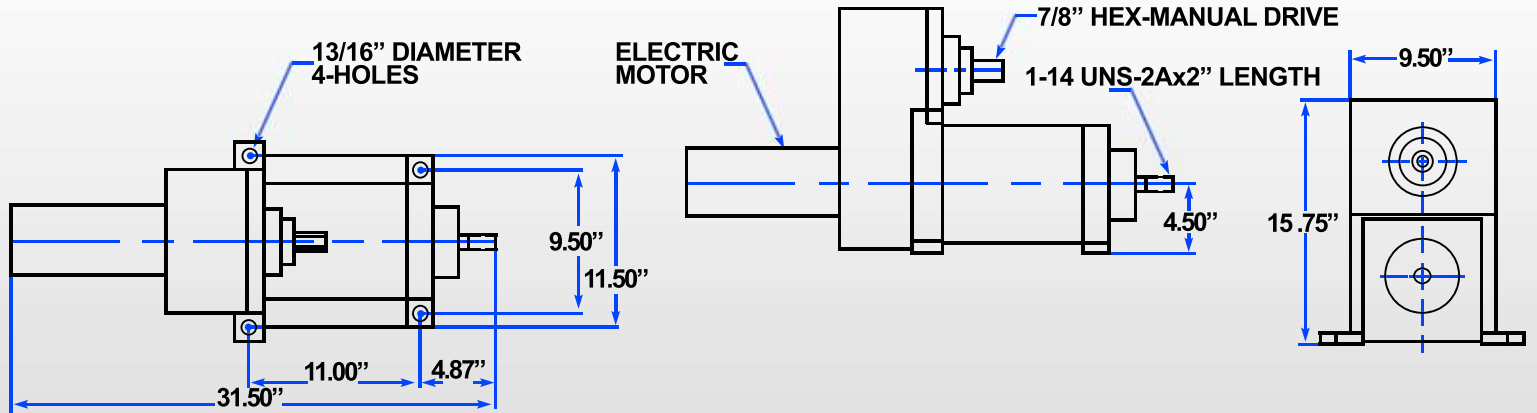 13/16” DIAMETER
4-HOLES
9.50”
11.50”
11.00”
4.87”
31.50”
ELECTRIC
MOTOR
7/8” HEX-MANUAL DRIVE
1-14 UNS-2Ax2” LENGTH
4.50”
9.50”
15 .75”